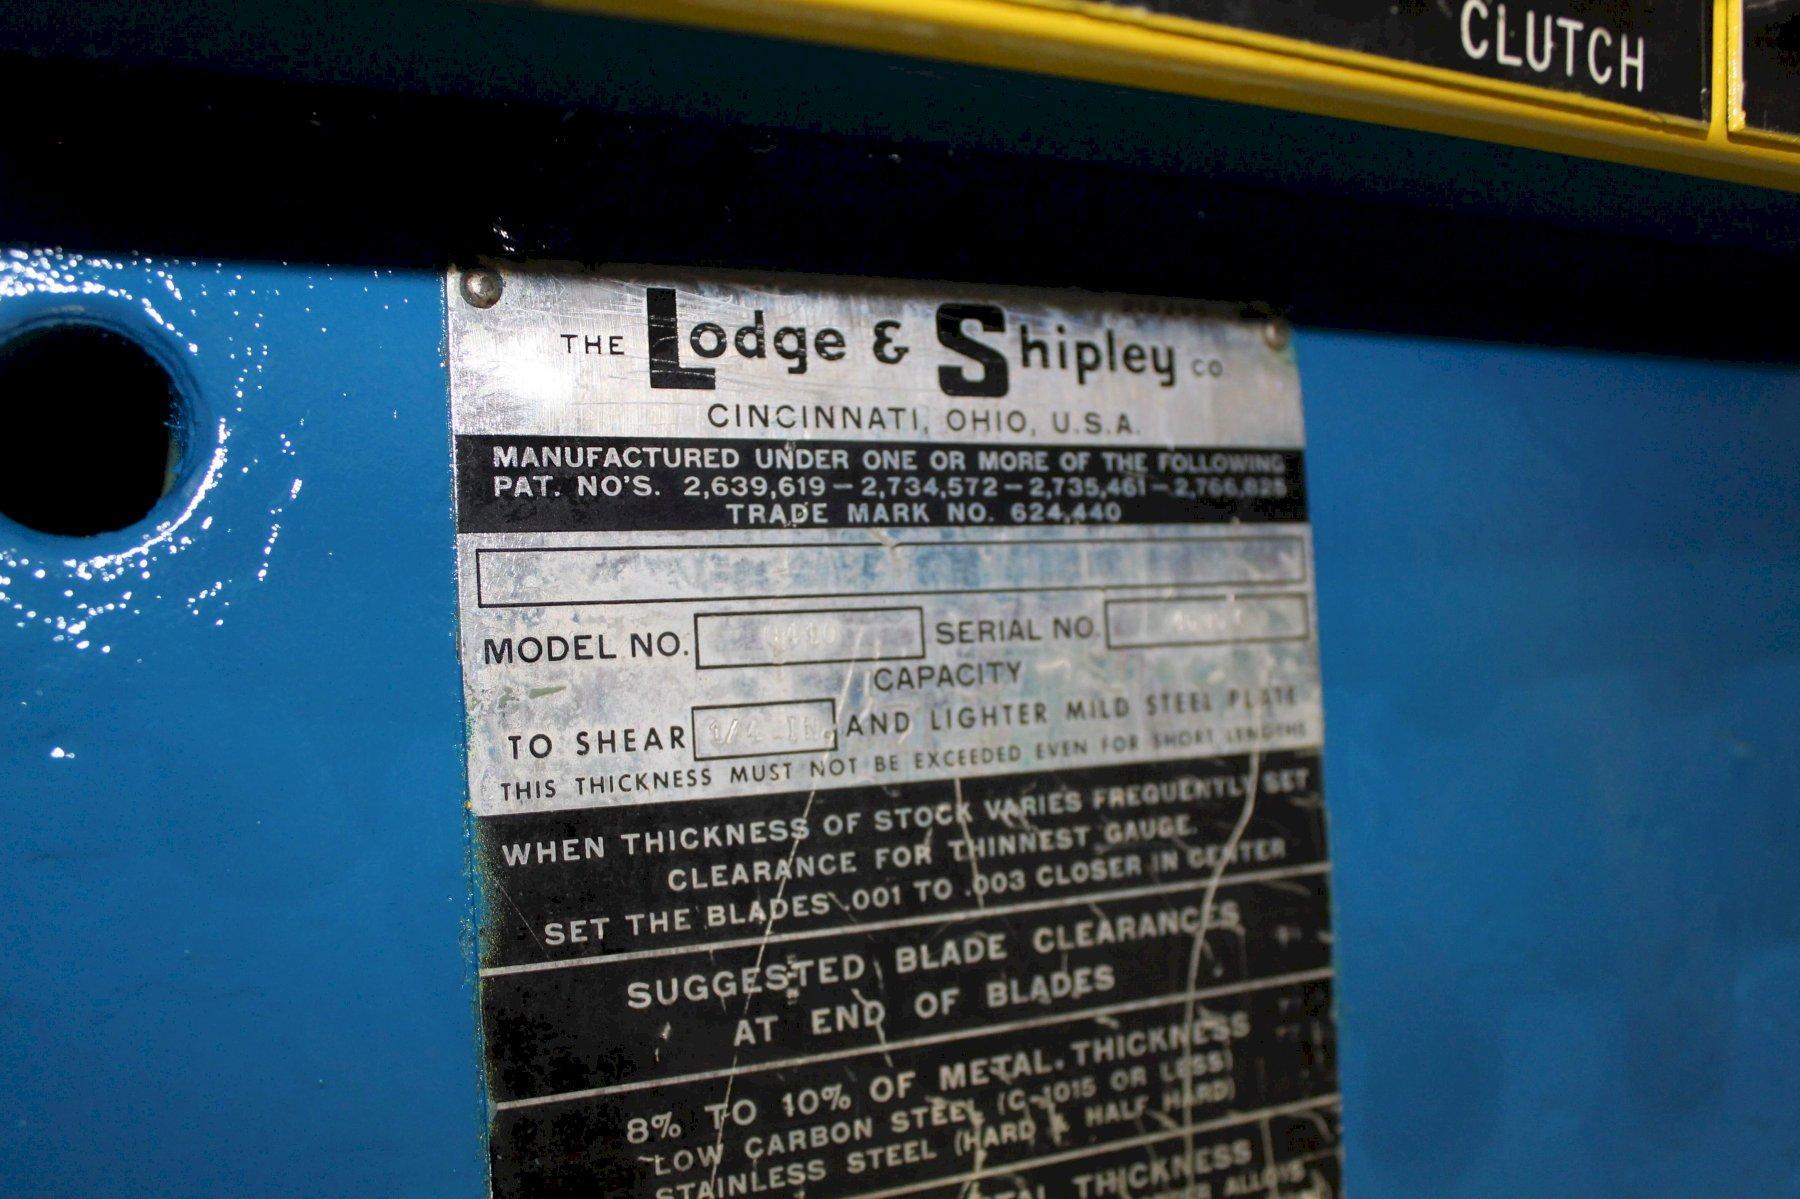 CLUTCH
THE Lodge & Shipley CO
CINCINNATI, OHIO, U.S.A.
MANUFACTURED UNDER ONE OR MORE OF THE FOLLOWING
PAT. NO'S. 2,639,619 – 2,734,572 – 2,735,461 –
TRADE MARK NO. 624,440
MODEL NO. SERIAL NO.
CAPACITY
TO SHEAR 1/4 IN. AND LIGHTER MILD STEEL PLATE
THIS THICKNESS MUST NOT BE EXCEEDED EVEN FOR SHORT LENGTHS
WHEN THICKNESS OF STOCK VARIES FREQUENTLY SET
CLEARANCE FOR THINNEST GAUGE.
SET THE BLADES .001 TO .003 CLOSER IN CENTER
SUGGESTED BLADE CLEARANCES
AT END OF BLADES
8% TO 10% OF METAL THICKNESS
LOW CARBON STEEL (C-1015 OR LESS)
STAINLESS STEEL (HARD & HALF HARD)
THICKNESS